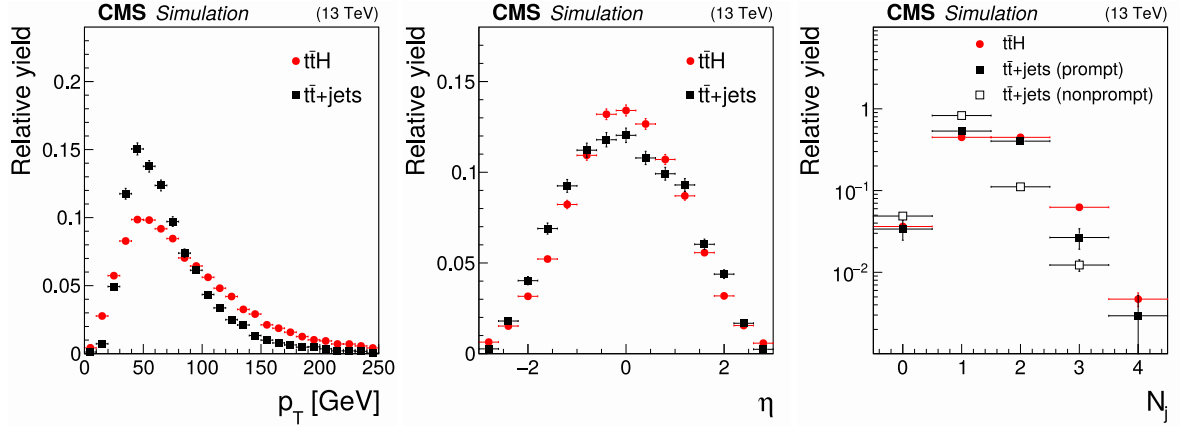 CMS Simulation (13 TeV)
Relative yield
0.2
0.15
0.1
0.05
0
tt̄H
tt̄+jets
0 50 100 150 200 250
p_T [GeV]
CMS Simulation (13 TeV)
Relative yield
0.15
0.1
0.05
0
tt̄H
tt̄+jets
−2 0 2
η
CMS Simulation (13 TeV)
Relative yield
tt̄H
tt̄+jets (prompt)
tt̄+jets (nonprompt)
1
10⁻¹
10⁻²
0 1 2 3 4
N_j